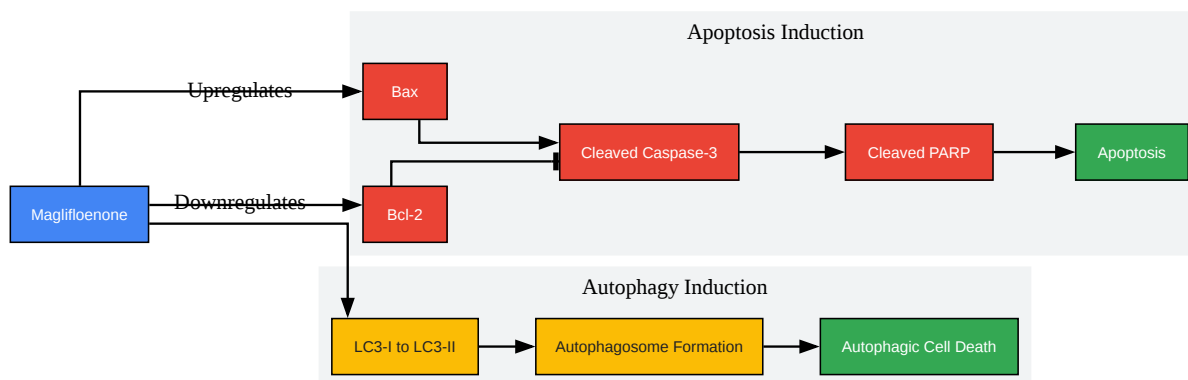 Apoptosis Induction
Upregulates
Bax
Cleaved Caspase-3
Cleaved PARP
Apoptosis
Maglifloenone
Downregulates
Bcl-2
Autophagy Induction
LC3-I to LC3-II
Autophagosome Formation
Autophagic Cell Death